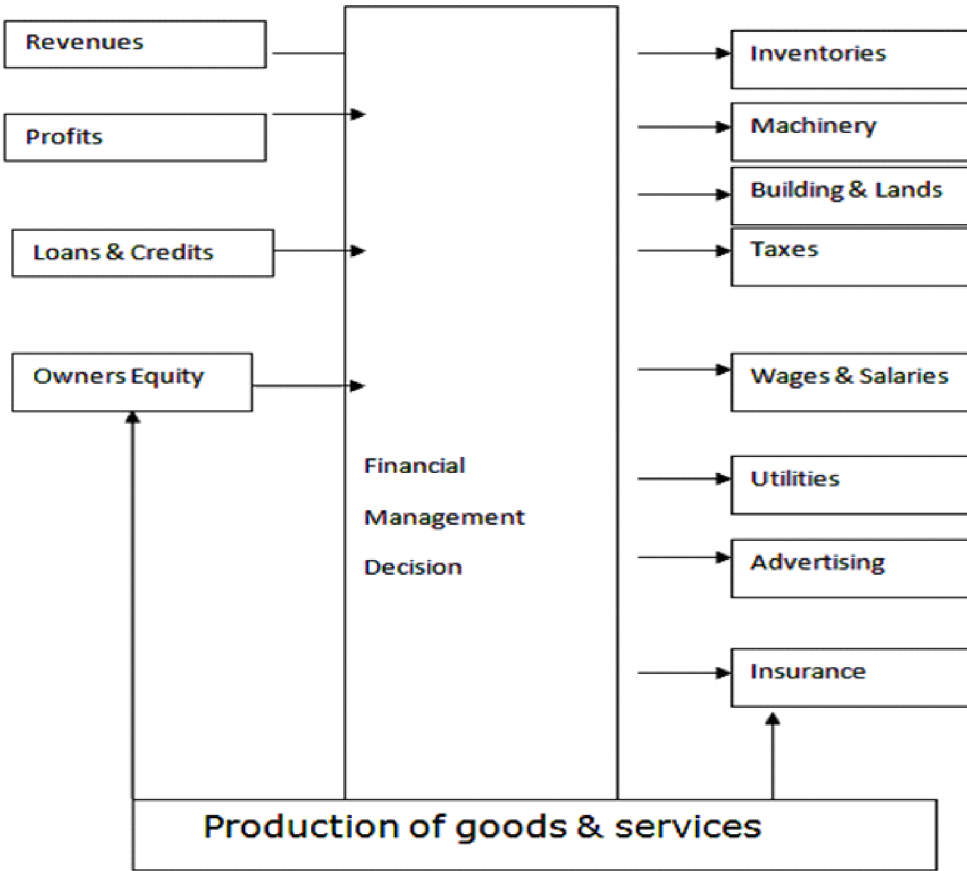 Revenues
Profits
Loans & Credits
Owners Equity
Financial
Management
Decision
Inventories
Machinery
Building & Lands
Taxes
Wages & Salaries
Utilities
Advertising
Insurance
Production of goods & services